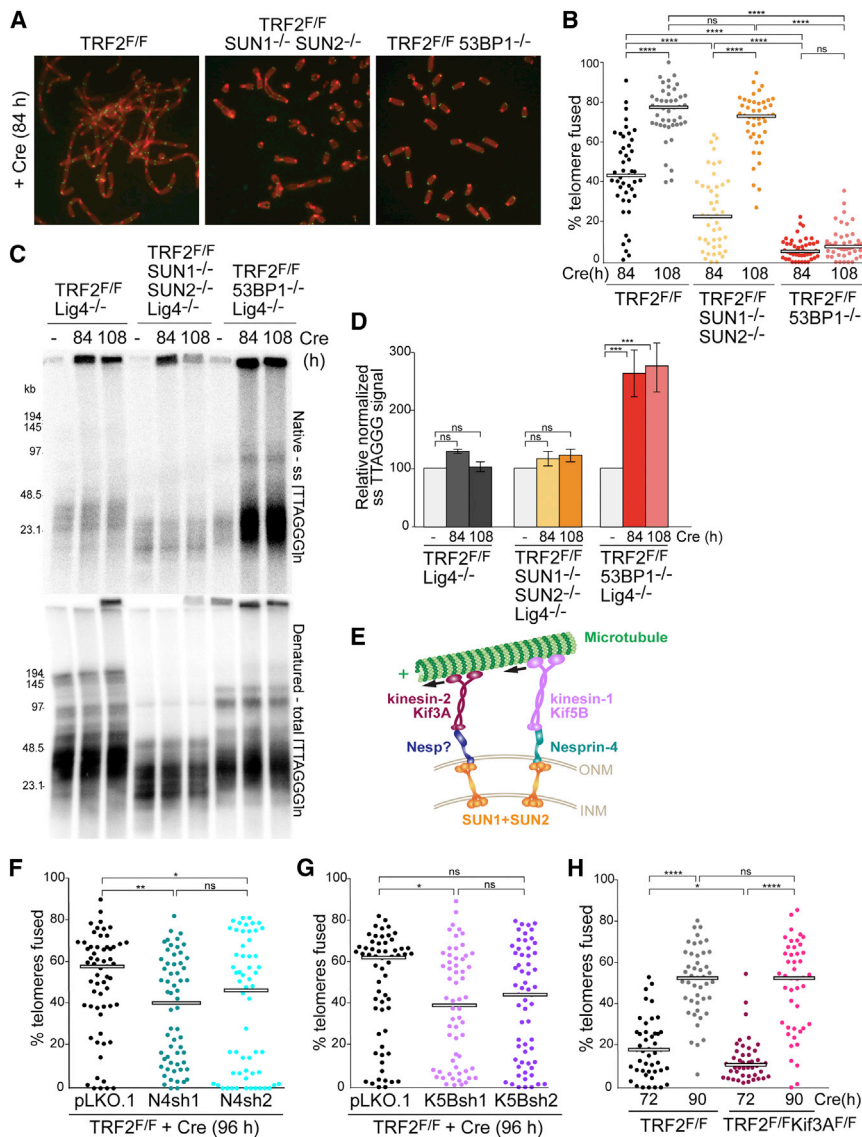 A
TRF2F/F
TRF2F/F
SUN1-/- SUN2-/-
TRF2F/F 53BP1-/-
+ Cre (84 h)
B
****
ns
****
****
****
****
****
****
ns
% telomere fused
100
80
60
40
20
0
Cre(h) 84 108 84 108 84 108
TRF2F/F
TRF2F/F
SUN1-/-
SUN2-/-
TRF2F/F
53BP1-/-
C
TRF2F/F
Lig4-/-
TRF2F/F
SUN1-/-
SUN2-/-
Lig4-/-
TRF2F/F
53BP1-/-
Lig4-/-
- 84 108 - 84 108 - 84 108 Cre
(h)
kb
194
145
97
48.5
23.1
Native - ss [TTAGGG]n
194
145
97
48.5
23.1
Denatured - total [TTAGGG]n
D
Relative normalized
ss TTAGGG signal
300
200
100
0
ns
ns
ns
ns
***
***
- 84 108 - 84 108 - 84 108 Cre (h)
TRF2F/F
Lig4-/-
TRF2F/F
SUN1-/-
SUN2-/-
Lig4-/-
TRF2F/F
53BP1-/-
Lig4-/-
E
Microtubule
+
kinesin-2
Kif3A
kinesin-1
Kif5B
Nesp?
Nesprin-4
ONM
INM
SUN1+SUN2
F
*
**
ns
% telomeres fused
100
80
60
40
20
0
pLKO.1 N4sh1 N4sh2
TRF2F/F + Cre (96 h)
G
ns
*
ns
% telomeres fused
100
80
60
40
20
0
pLKO.1 K5Bsh1 K5Bsh2
TRF2F/F + Cre (96 h)
H
****
ns
*
****
% telomeres fused
100
80
60
40
20
0
72 90 72 90 Cre(h)
TRF2F/F
TRF2F/FKif3AF/F